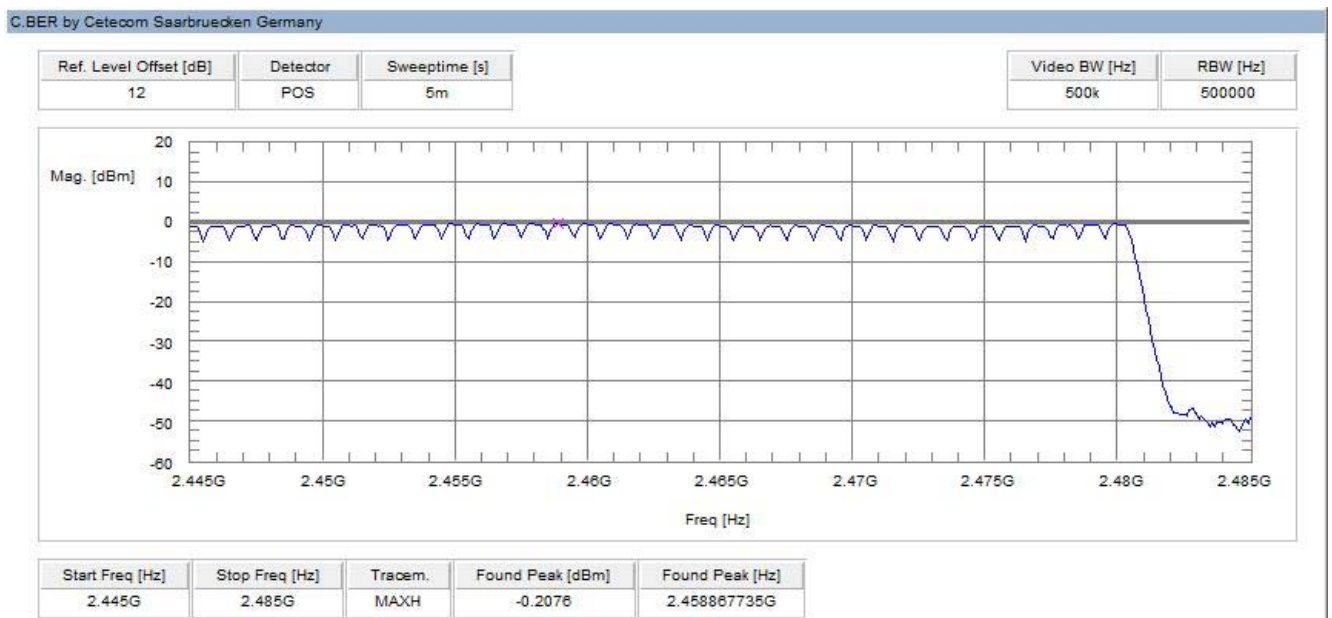 C.BER by Cetecom Saarbruecken Germany
Ref. Level Offset [dB] Detector Sweeptime [s] Video BW [Hz] RBW [Hz]
12 POS 5m 500k 500000
20
Mag. [dBm]
10
0
-10
-20
-30
-40
-50
-60
2.445G 2.45G 2.455G 2.46G 2.465G 2.47G 2.475G 2.48G 2.485G
Freq [Hz]
Start Freq [Hz] Stop Freq [Hz] Tracem. Found Peak [dBm] Found Peak [Hz]
2.445G 2.485G MAXH -0.2076 2.458867735G